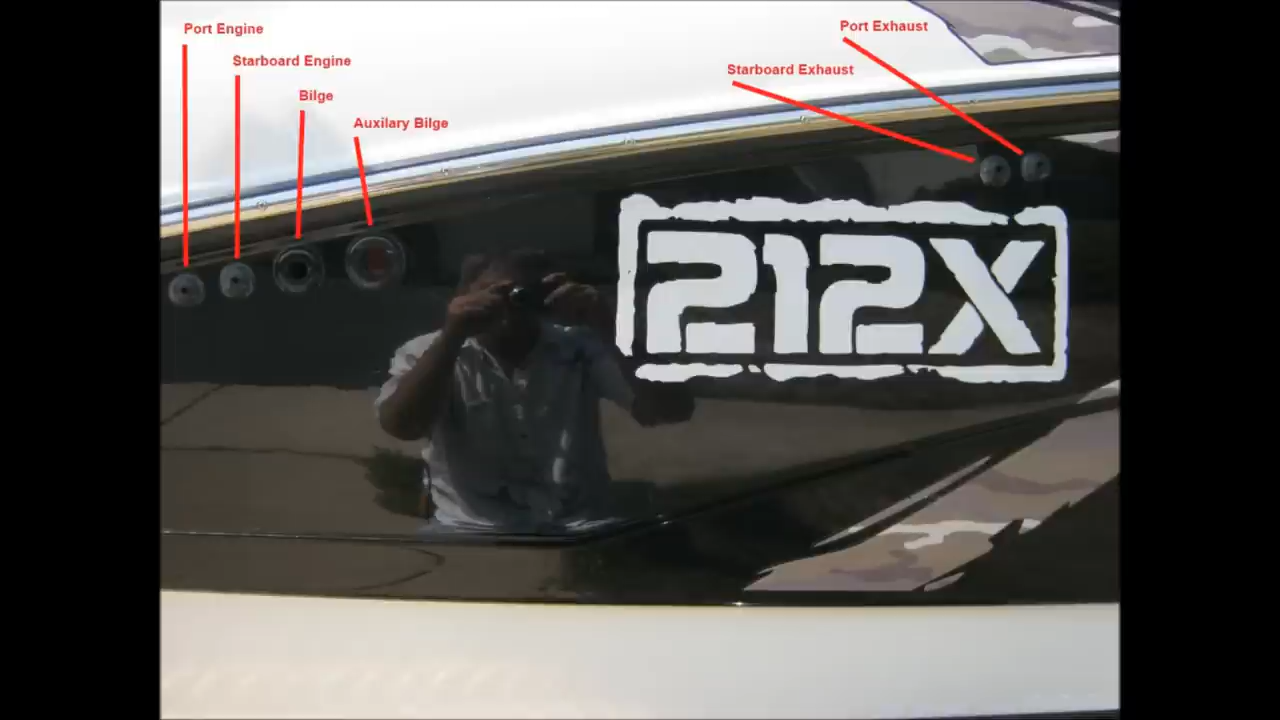 Port Engine
Port Exhaust
Starboard Engine
Starboard Exhaust
Bilge
Auxilary Bilge
212X